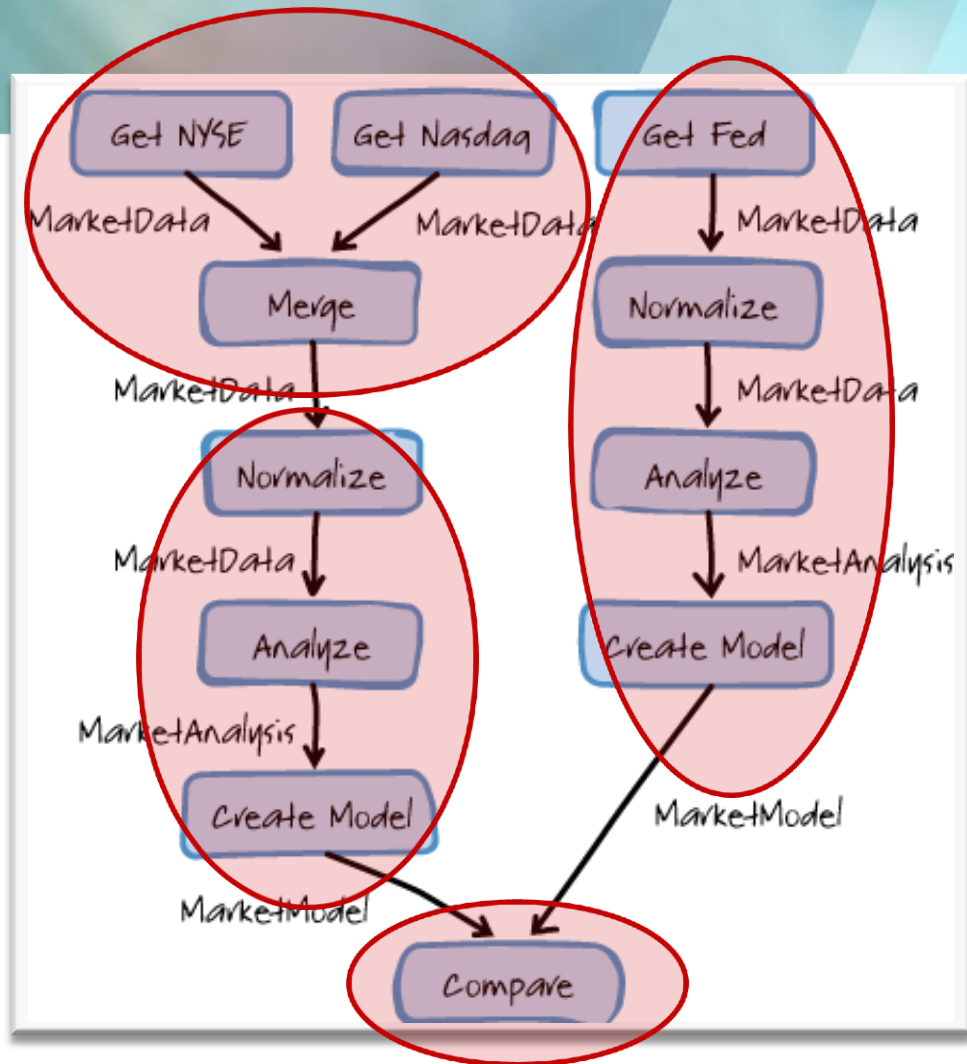 Get NYSE
Get Nasdaq
Get Fed
MarketData
MarketData
MarketData
Merge
Normalize
MarketData
MarketData
Normalize
Analyze
MarketData
MarketAnalysis
Analyze
Create Model
MarketAnalysis
Create Model
MarketModel
MarketModel
Compare